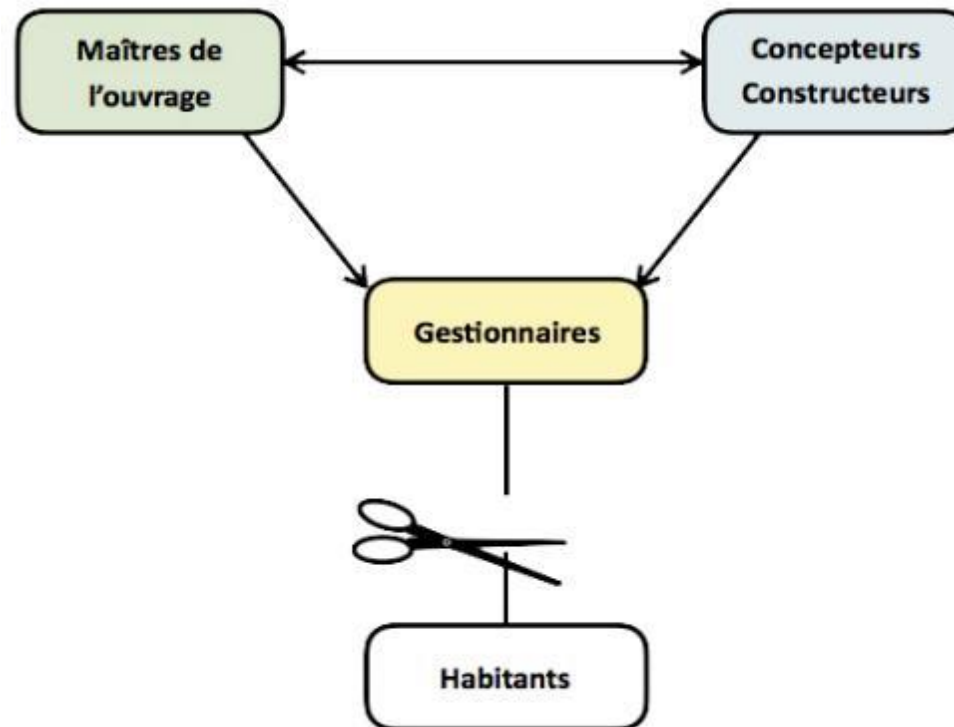 Maîtres de
l'ouvrage
Concepteurs
Constructeurs
Gestionnaires
Habitants